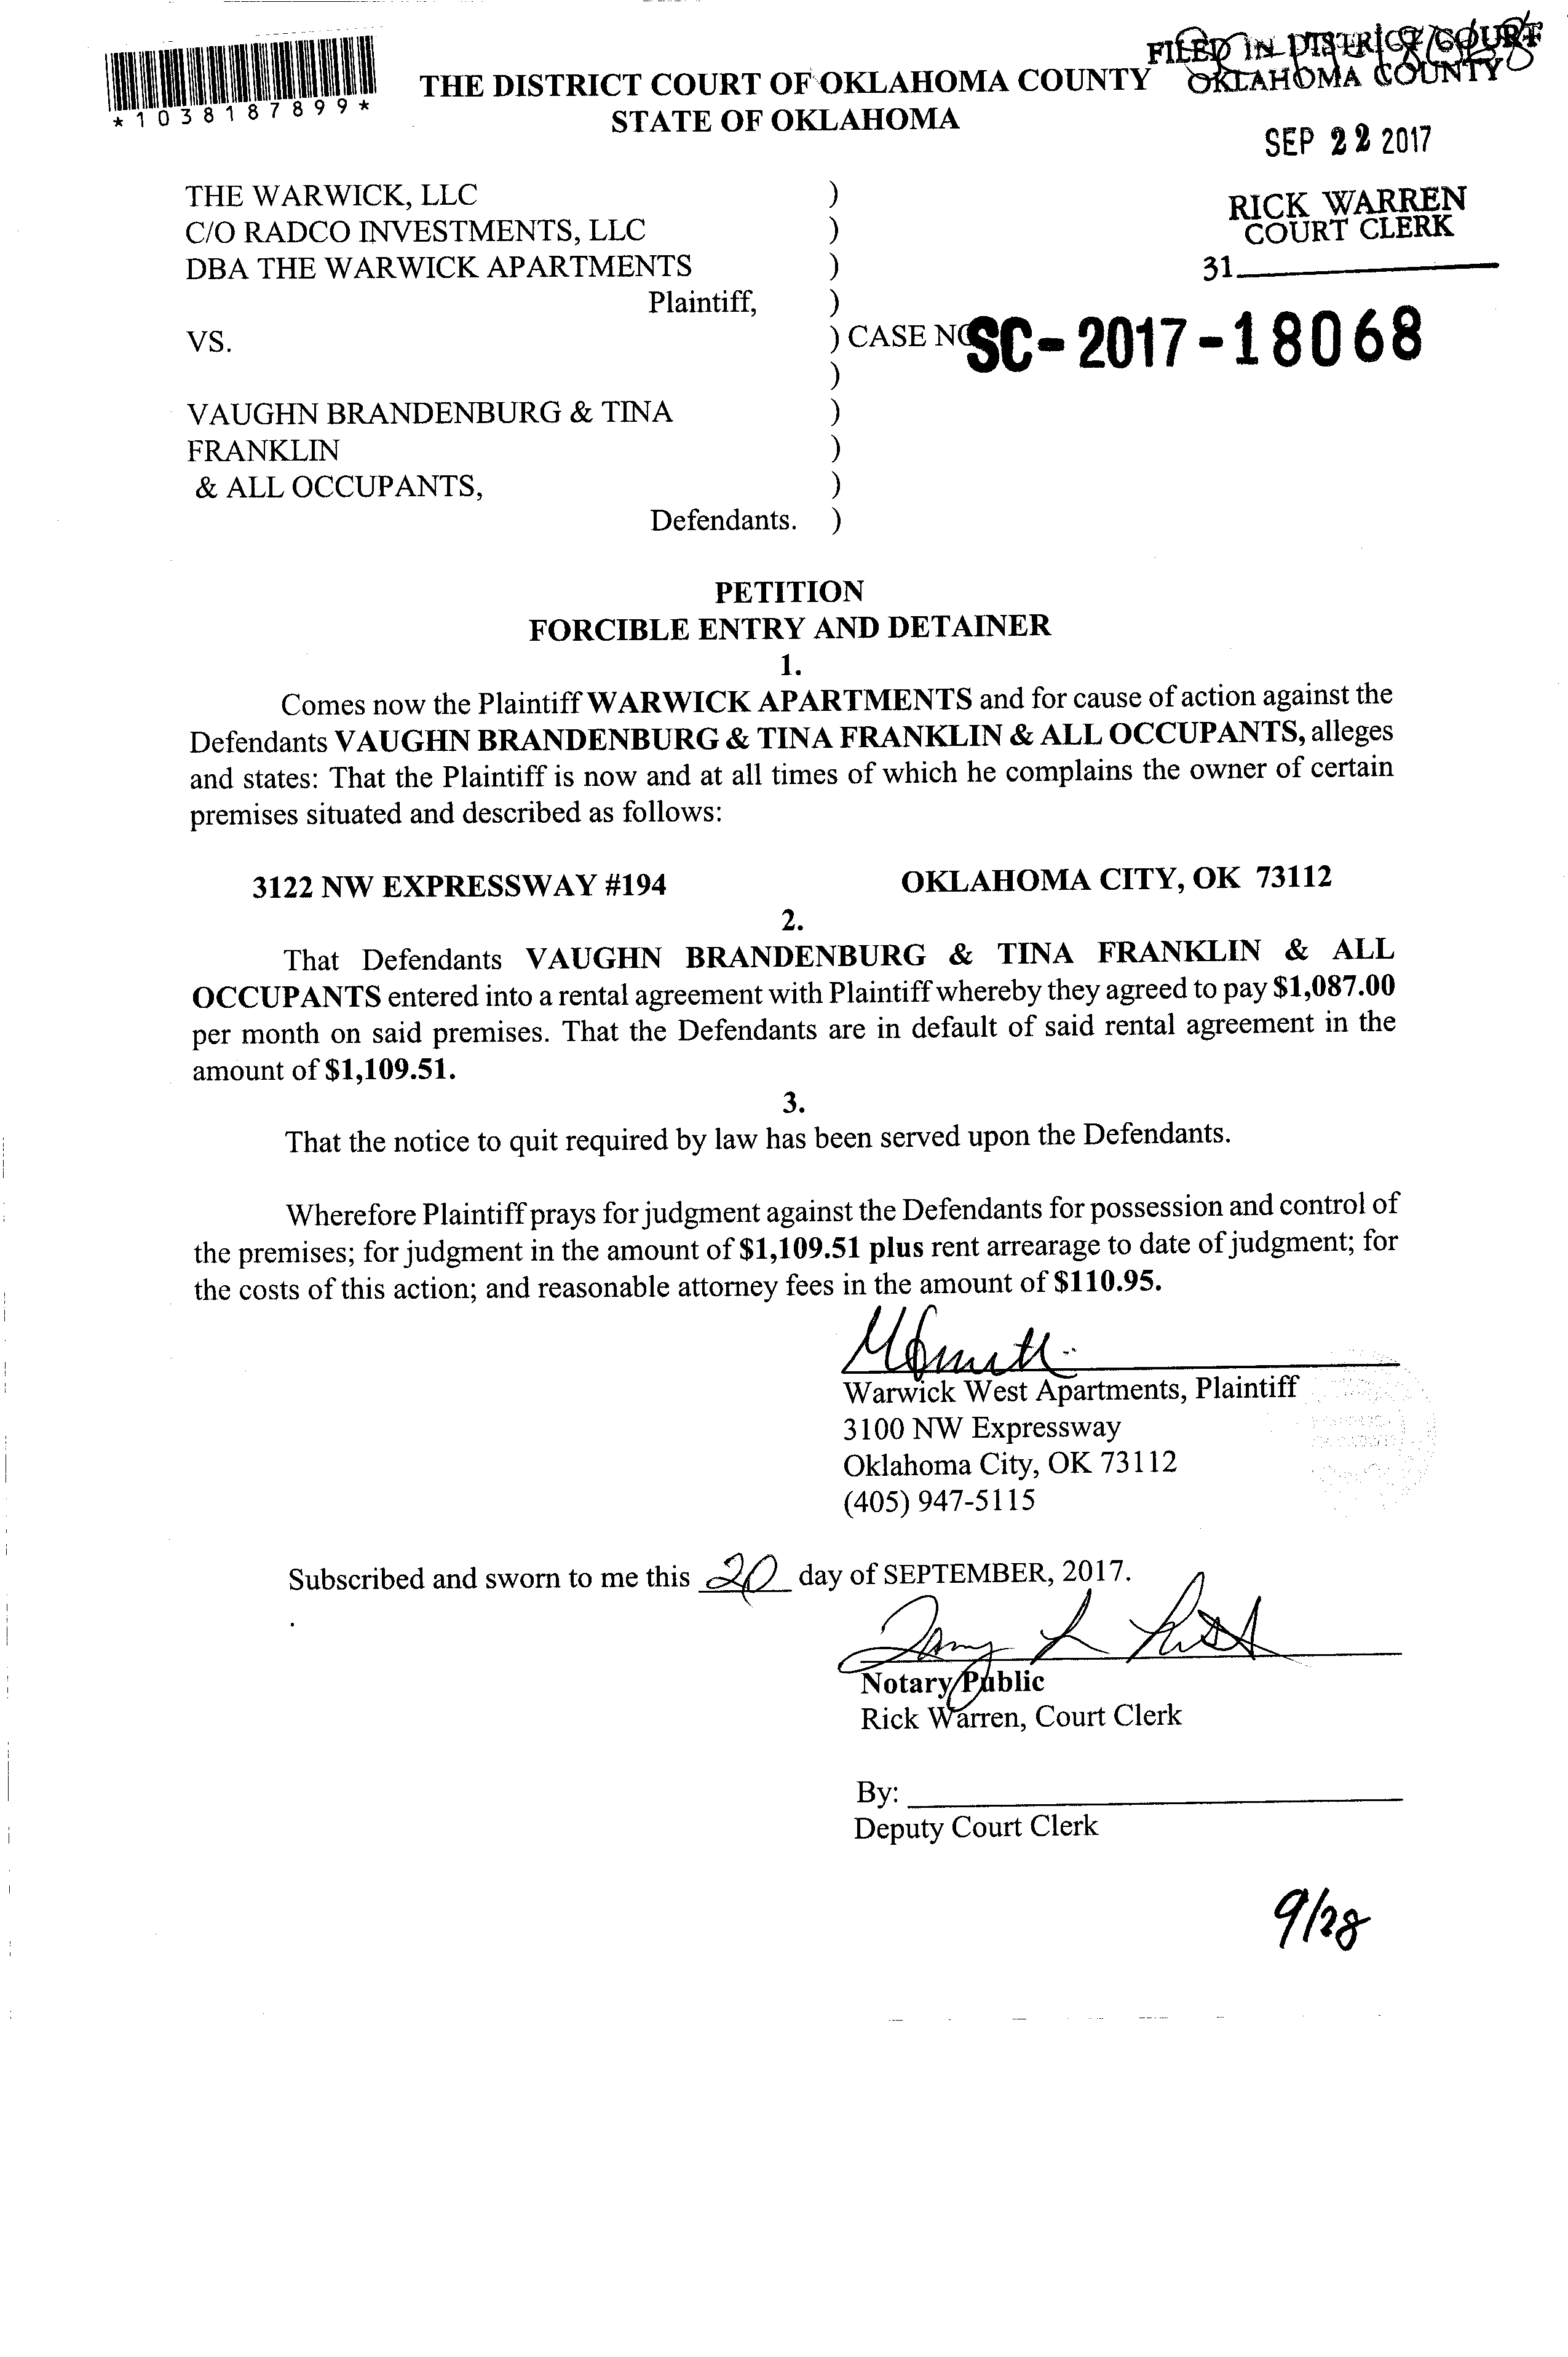 *1038187899*
THE DISTRICT COURT OF OKLAHOMA COUNTY
STATE OF OKLAHOMA
FILED IN DISTRICT COURT
OKLAHOMA COUNTY
SEP 22 2017
RICK WARREN
COURT CLERK
31
THE WARWICK, LLC )
C/O RADCO INVESTMENTS, LLC )
DBA THE WARWICK APARTMENTS )
Plaintiff, )
VS. ) CASE NO SC-2017-18068
)
VAUGHN BRANDENBURG & TINA )
FRANKLIN )
& ALL OCCUPANTS, )
Defendants. )
PETITION
FORCIBLE ENTRY AND DETAINER
1.
Comes now the Plaintiff WARWICK APARTMENTS and for cause of action against the
Defendants VAUGHN BRANDENBURG & TINA FRANKLIN & ALL OCCUPANTS, alleges
and states: That the Plaintiff is now and at all times of which he complains the owner of certain
premises situated and described as follows:
3122 NW EXPRESSWAY #194 OKLAHOMA CITY, OK 73112
2.
That Defendants VAUGHN BRANDENBURG & TINA FRANKLIN & ALL
OCCUPANTS entered into a rental agreement with Plaintiff whereby they agreed to pay $1,087.00
per month on said premises. That the Defendants are in default of said rental agreement in the
amount of $1,109.51.
3.
That the notice to quit required by law has been served upon the Defendants.
Wherefore Plaintiff prays for judgment against the Defendants for possession and control of
the premises; for judgment in the amount of $1,109.51 plus rent arrearage to date of judgment; for
the costs of this action; and reasonable attorney fees in the amount of $110.95.
Warwick West Apartments, Plaintiff
3100 NW Expressway
Oklahoma City, OK 73112
(405) 947-5115
Subscribed and sworn to me this 20 day of SEPTEMBER, 2017.
Notary Public
Rick Warren, Court Clerk
By:
Deputy Court Clerk
9/28